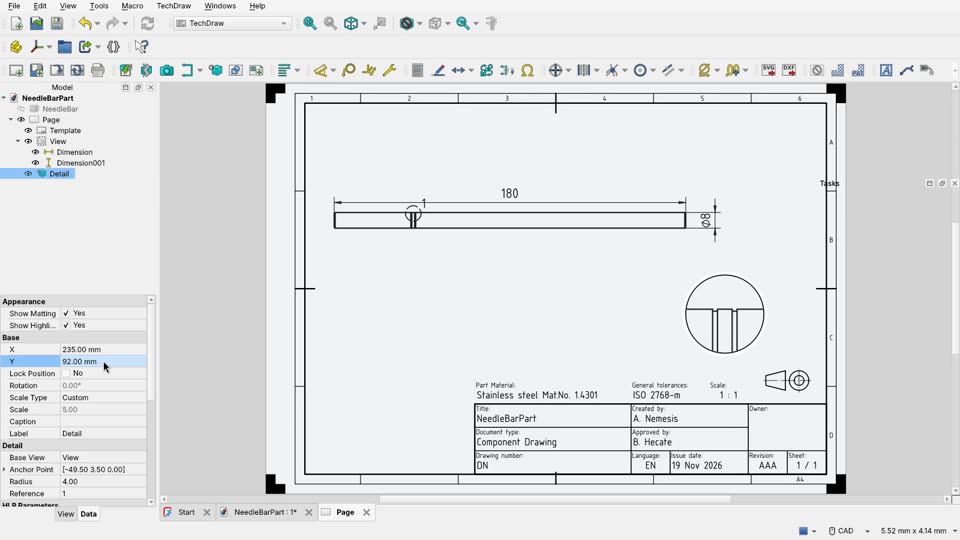 File Edit View Tools Macro TechDraw Windows Help
TechDraw
Model
NeedleBarPart
NeedleBar
Page
Template
View
Dimension
Dimension001
Detail
Appearance
Show Matting Yes
Show Highli... Yes
Base
X 235.00 mm
Y 92.00 mm
Lock Position No
Rotation 0.00°
Scale Type Custom
Scale 5.00
Caption
Label Detail
Detail
Base View View
Anchor Point [-49.50 3.50 0.00]
Radius 4.00
Reference 1
View Data
SVG DXF
1 2 3 4 5 6
A
Tasks
180
1
⌀8
B
C
Part Material: General tolerances: Scale:
Stainless steel Mat.No. 1.4301 ISO 2768-m 1 : 1
Title: Created by: Owner:
NeedleBarPart A. Nemesis
Document type: Approved by:
Component Drawing B. Hecate
D
Drawing number: Language: Issue date: Revision: Sheet:
DN EN 19 Nov 2026 AAA 1 / 1
A4
Start NeedleBarPart : 1* Page
CAD 5.52 mm x 4.14 mm